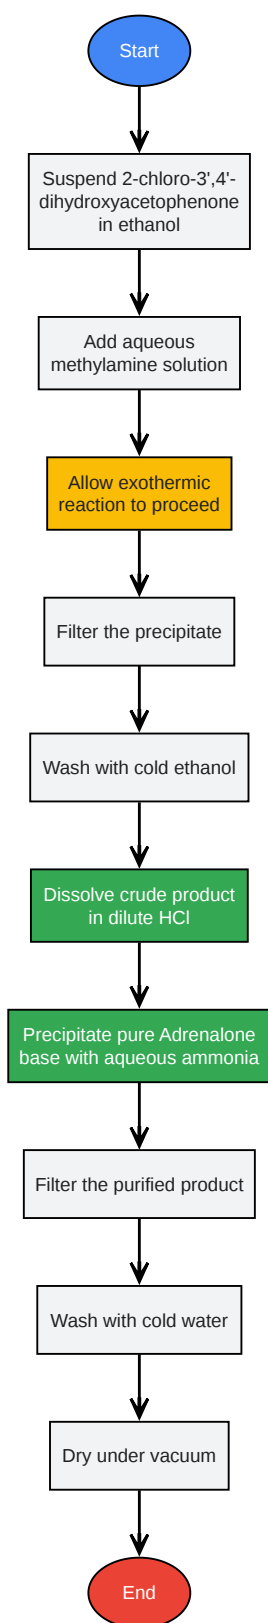 Start
Suspend 2-chloro-3',4'-
dihydroxyacetophenone
in ethanol
Add aqueous
methylamine solution
Allow exothermic
reaction to proceed
Filter the precipitate
Wash with cold ethanol
Dissolve crude product
in dilute HCl
Precipitate pure Adrenalone
base with aqueous ammonia
Filter the purified product
Wash with cold water
Dry under vacuum
End